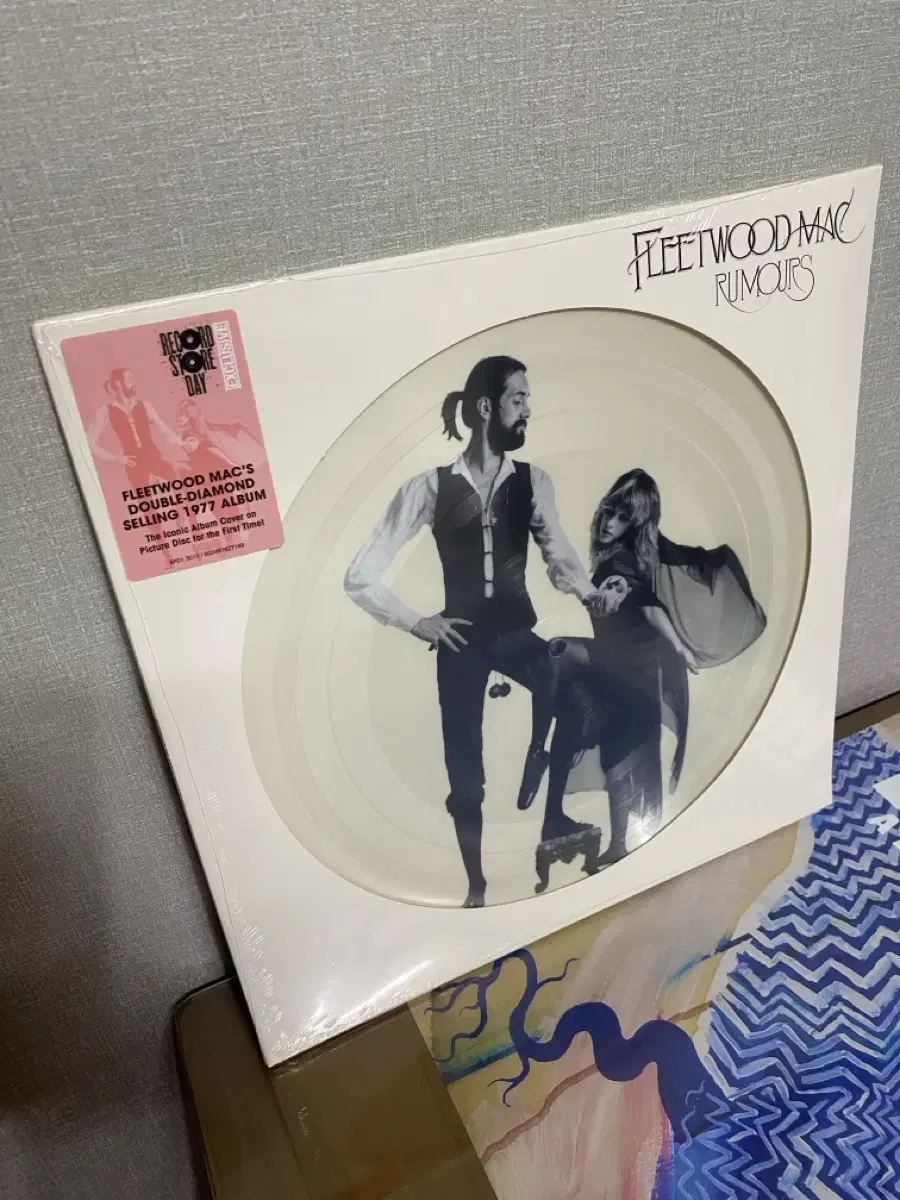 FLEETWOOD MAC
RUMOURS
RECORD
STORE
DAY
EXCLUSIVE
FLEETWOOD MAC'S
DOUBLE-DIAMOND
SELLING 1977 ALBUM
The Iconic Album Cover on
Picture Disc for the First Time!
A